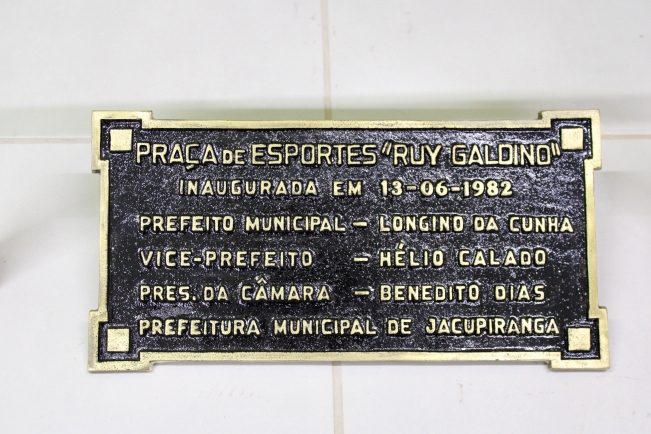 PRAÇA DE ESPORTES "RUY GALDINO"
INAUGURADA EM 13-06-1982
PREFEITO MUNICIPAL - LONGINO DA CUNHA
VICE-PREFEITO - HÉLIO CALADO
PRES. DA CÂMARA - BENEDITO DIAS
PREFEITURA MUNICIPAL DE JACUPIRANGA